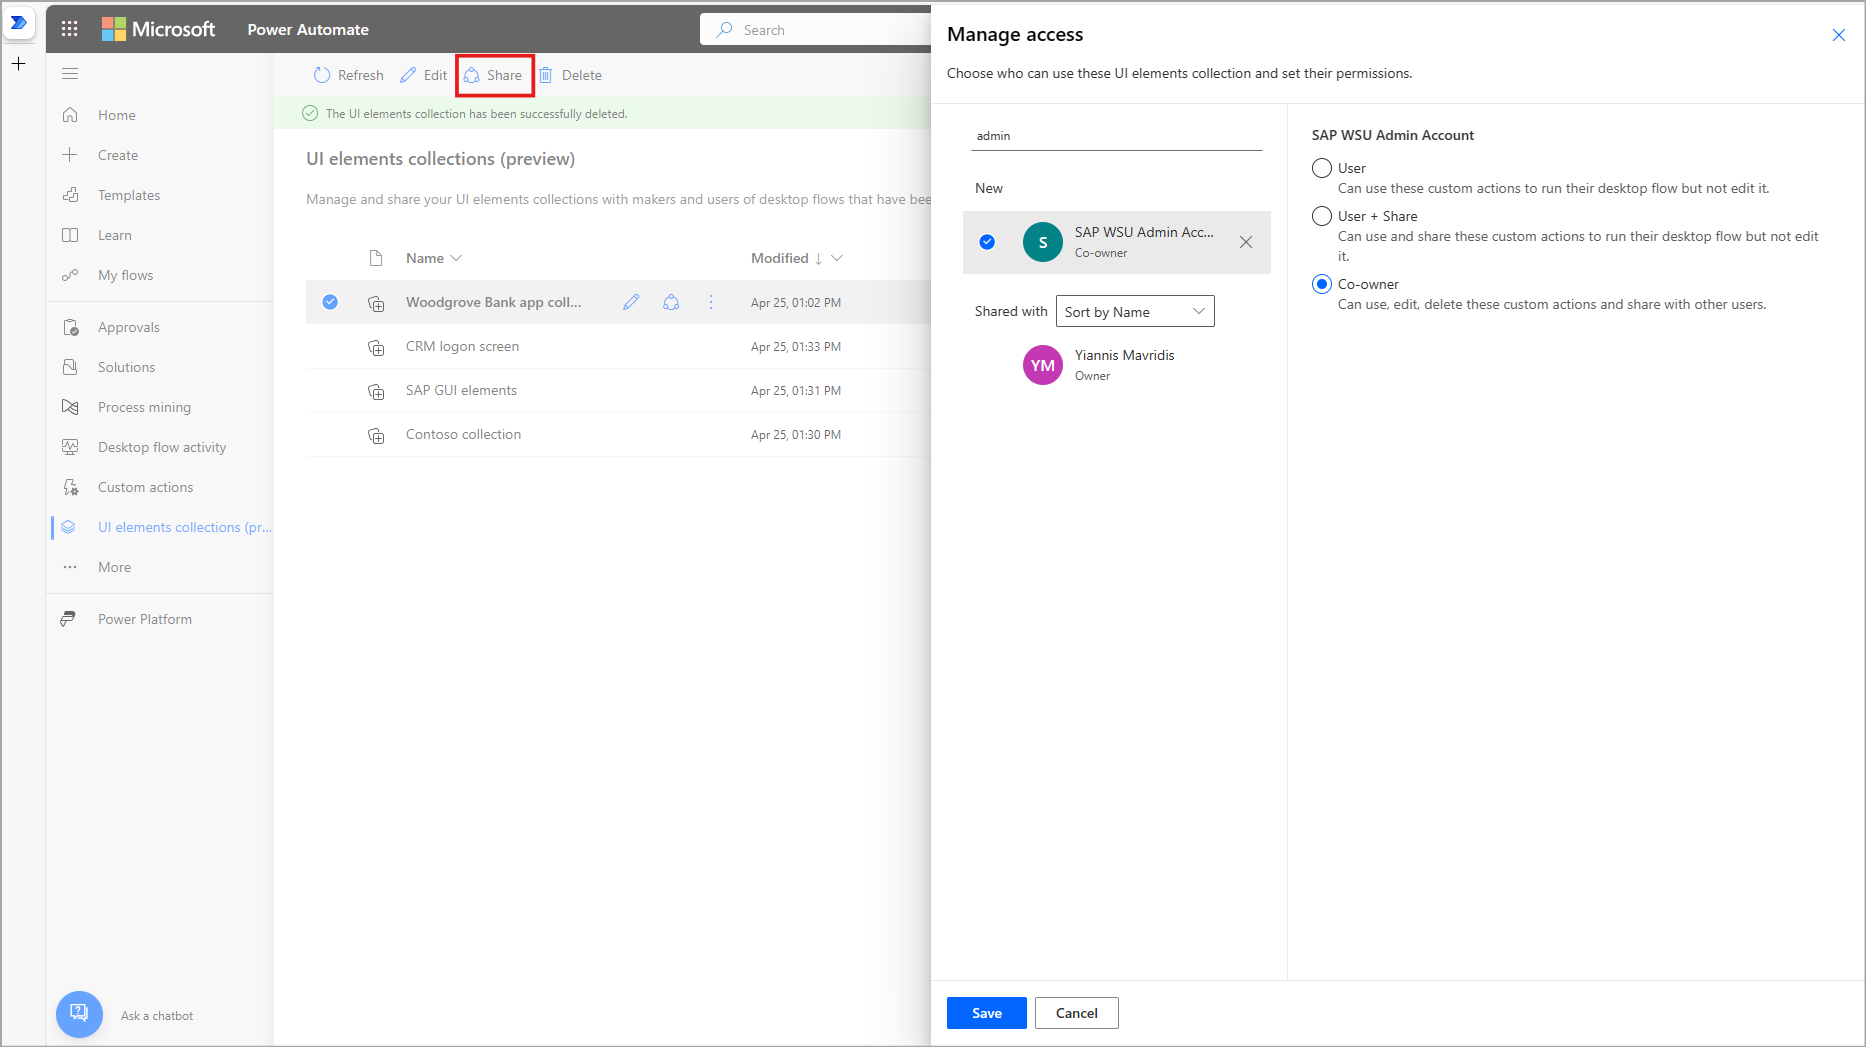 Microsoft
Power Automate
Search
Home
Create
Templates
Learn
My flows
Approvals
Solutions
Process mining
Desktop flow activity
Custom actions
UI elements collections (pr...
More
Power Platform
Ask a chatbot
Refresh
Edit
Share
Delete
The UI elements collection has been successfully deleted.
UI elements collections (preview)
Manage and share your UI elements collections with makers and users of desktop flows that have bee
Name
Modified ↓
Woodgrove Bank app coll...
Apr 25, 01:02 PM
CRM logon screen
Apr 25, 01:33 PM
SAP GUI elements
Apr 25, 01:31 PM
Contoso collection
Apr 25, 01:30 PM
Manage access
Choose who can use these UI elements collection and set their permissions.
admin
New
S
SAP WSU Admin Acc...
Co-owner
Shared with
Sort by Name
YM
Yiannis Mavridis
Owner
SAP WSU Admin Account
User
Can use these custom actions to run their desktop flow but not edit it.
User + Share
Can use and share these custom actions to run their desktop flow but not edit
it.
Co-owner
Can use, edit, delete these custom actions and share with other users.
Save
Cancel